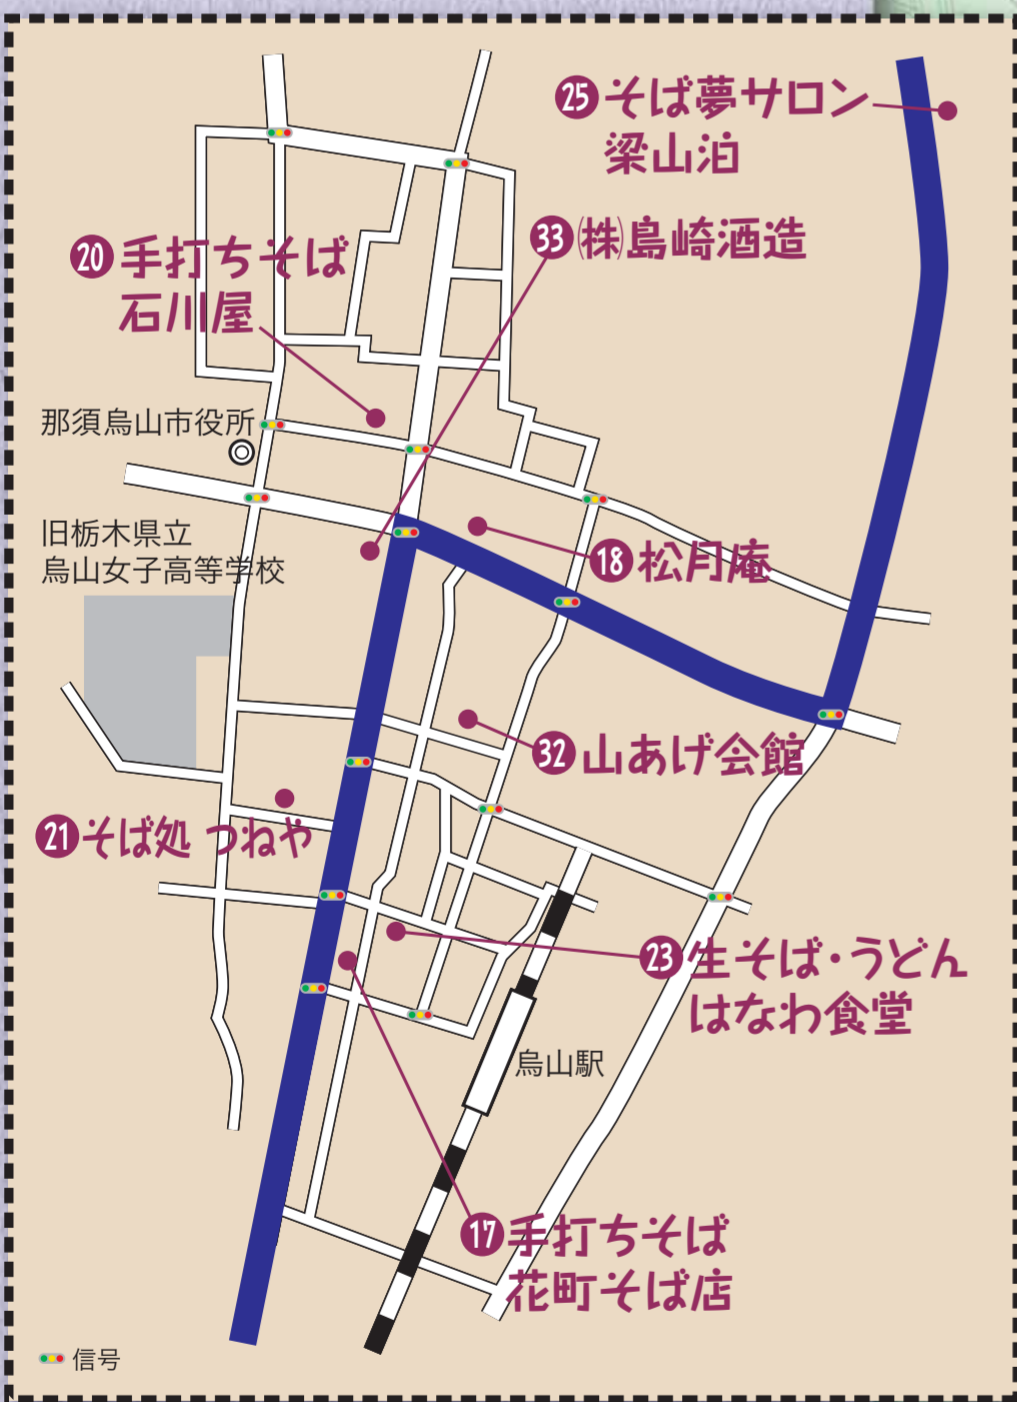 ㉕そば夢サロン
梁山泊
㉝㈱島崎酒造
⑳手打ちそば
石川屋
那須烏山市役所
旧栃木県立
烏山女子高等学校
⑱松月庵
㉜山あげ会館
㉑そば処 つねや
㉓生そば・うどん
はなわ食堂
烏山駅
⑰手打ちそば
花町そば店
信号